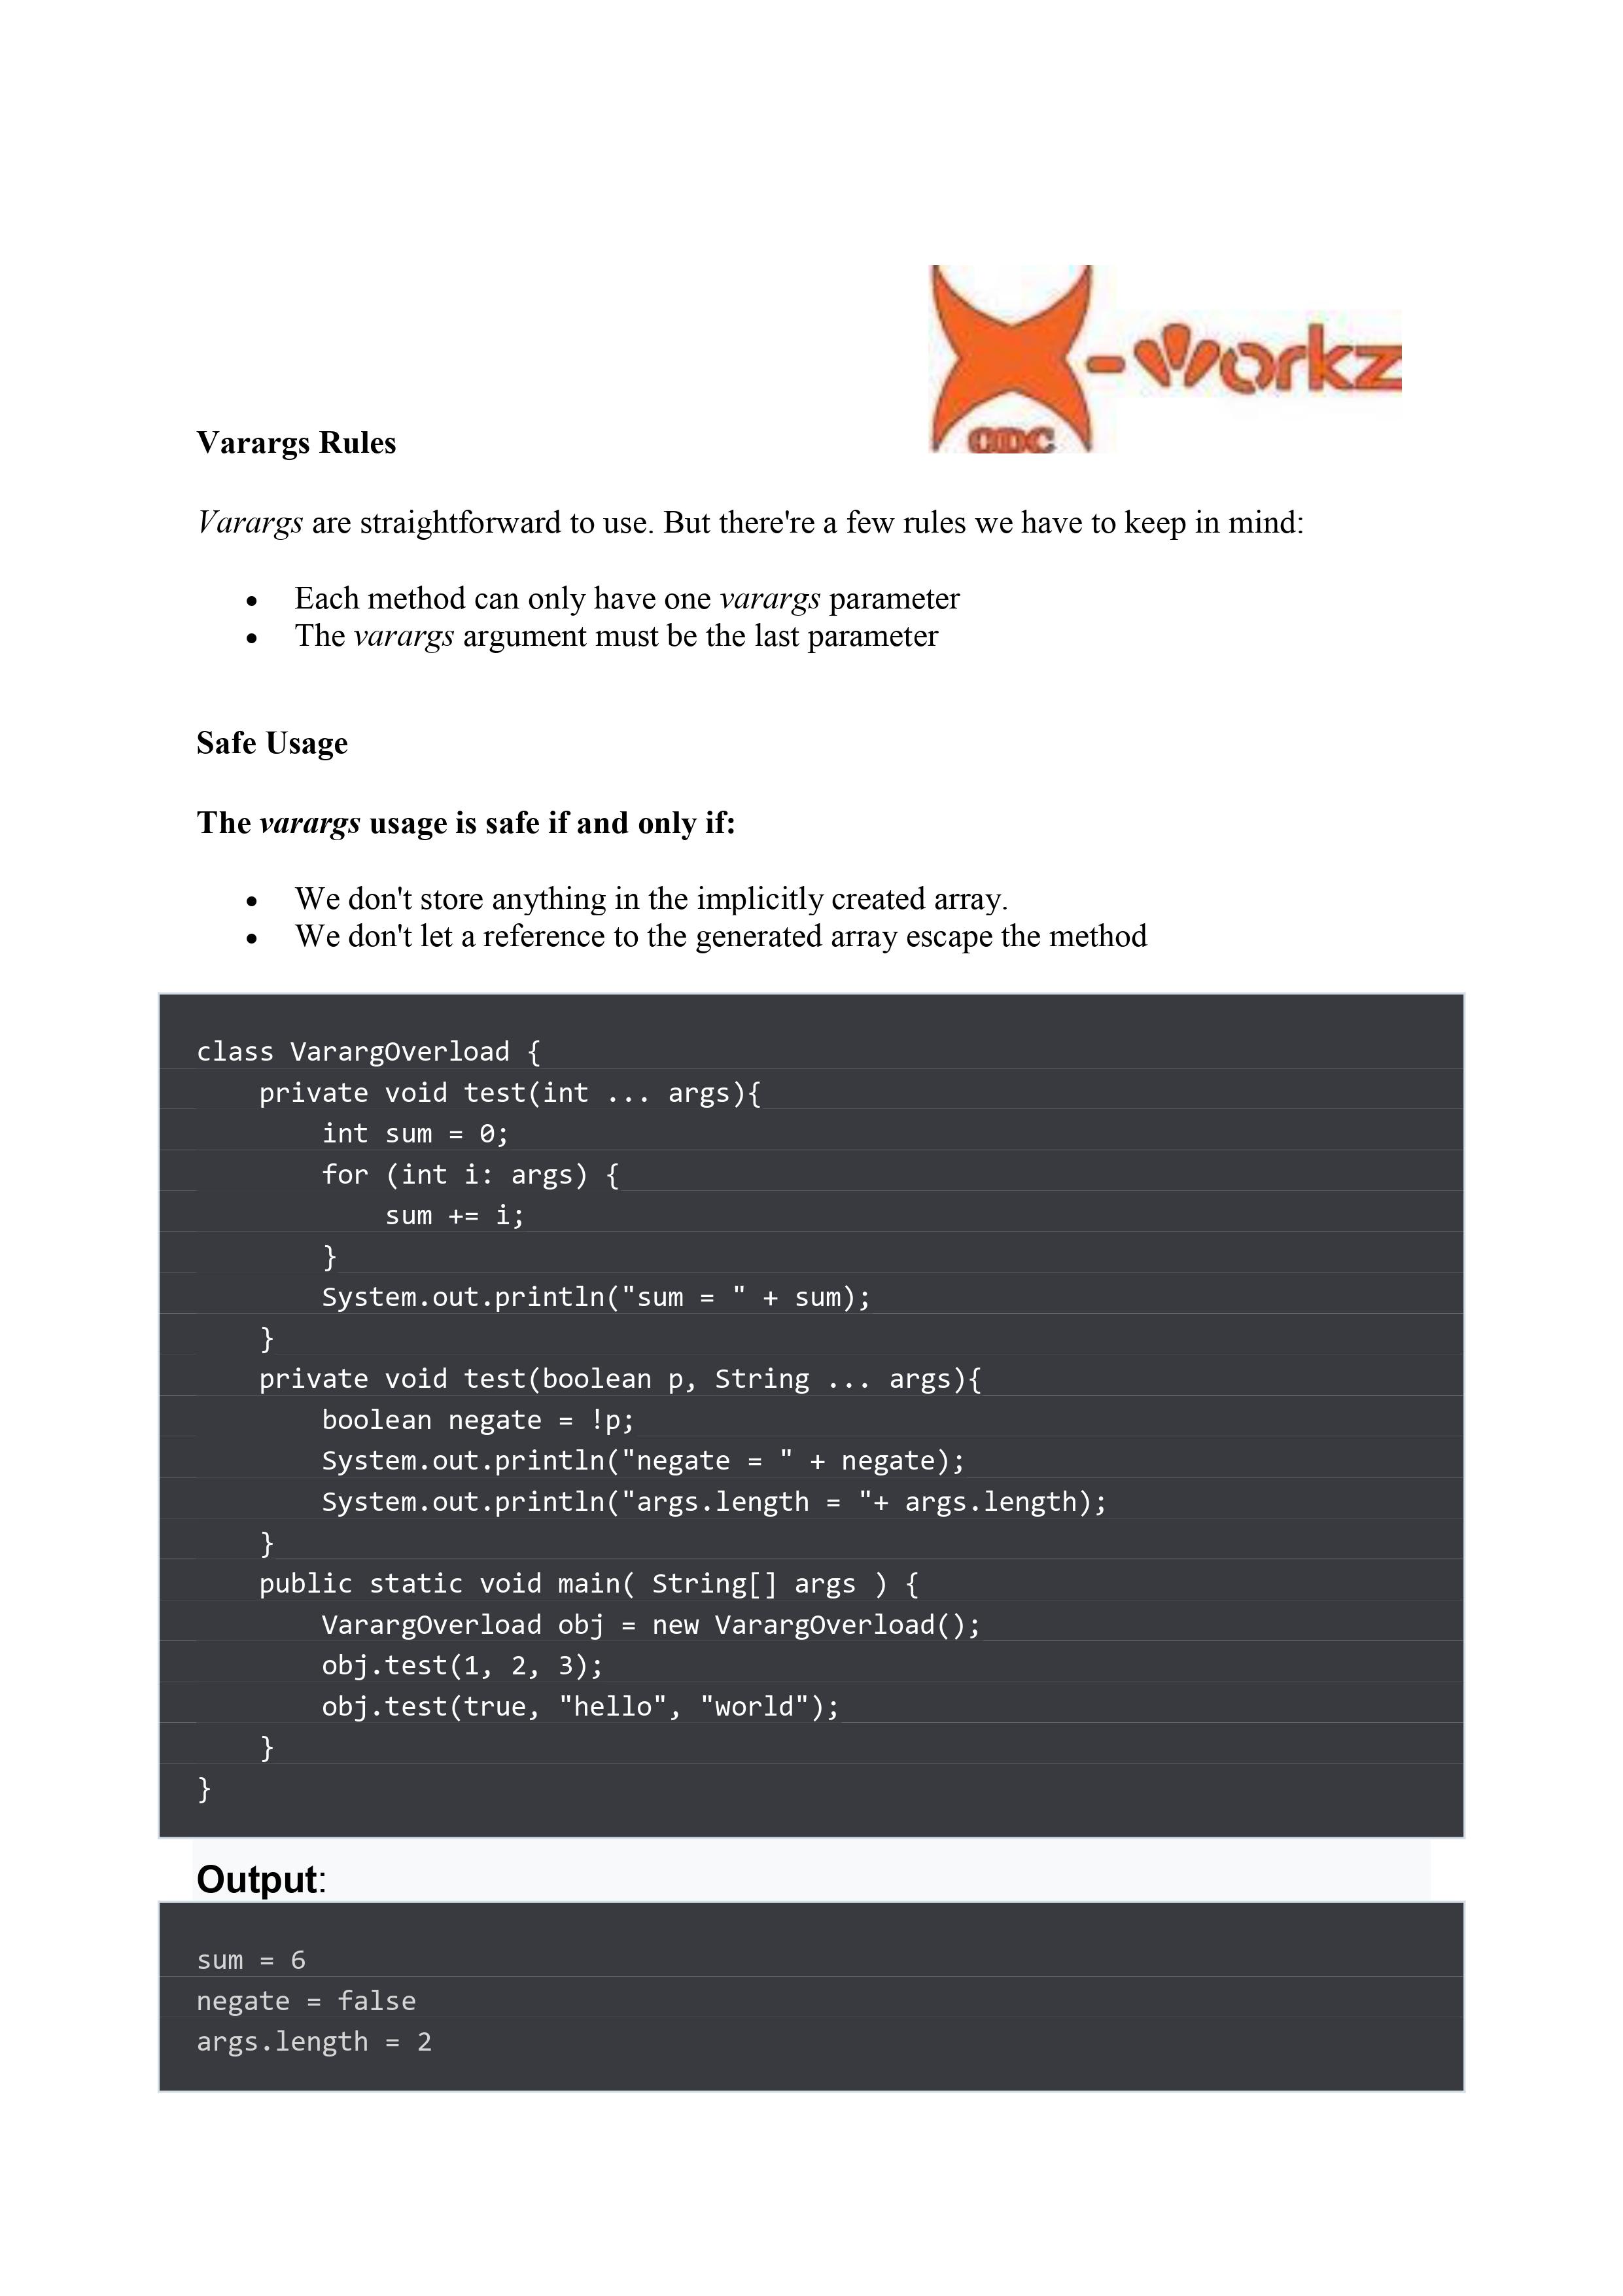 X-workz
ODC
Varargs Rules
Varargs are straightforward to use. But there're a few rules we have to keep in mind:
• Each method can only have one varargs parameter
• The varargs argument must be the last parameter
Safe Usage
The varargs usage is safe if and only if:
• We don't store anything in the implicitly created array.
• We don't let a reference to the generated array escape the method
class VarargOverload {
    private void test(int ... args){
        int sum = 0;
        for (int i: args) {
            sum += i;
        }
        System.out.println("sum = " + sum);
    }
    private void test(boolean p, String ... args){
        boolean negate = !p;
        System.out.println("negate = " + negate);
        System.out.println("args.length = "+ args.length);
    }
    public static void main( String[] args ) {
        VarargOverload obj = new VarargOverload();
        obj.test(1, 2, 3);
        obj.test(true, "hello", "world");
    }
}
Output:
sum = 6
negate = false
args.length = 2